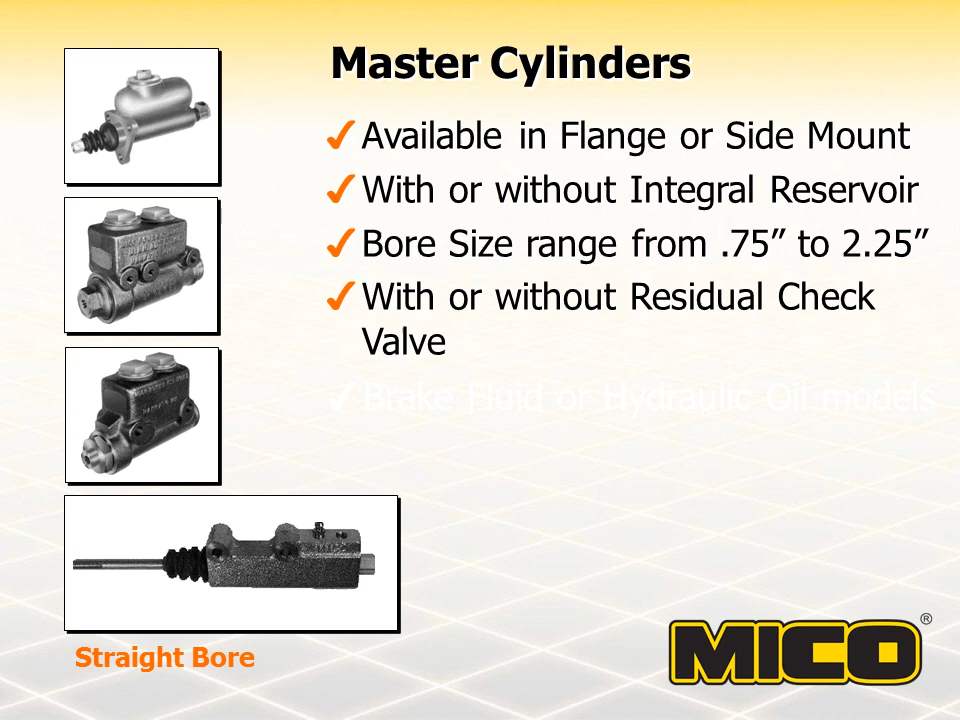 Master Cylinders
✔Available in Flange or Side Mount
✔With or without Integral Reservoir
✔Bore Size range from .75” to 2.25”
✔With or without Residual Check
Valve
✔Brake Fluid or Hydraulic Oil models
Straight Bore
MICO®